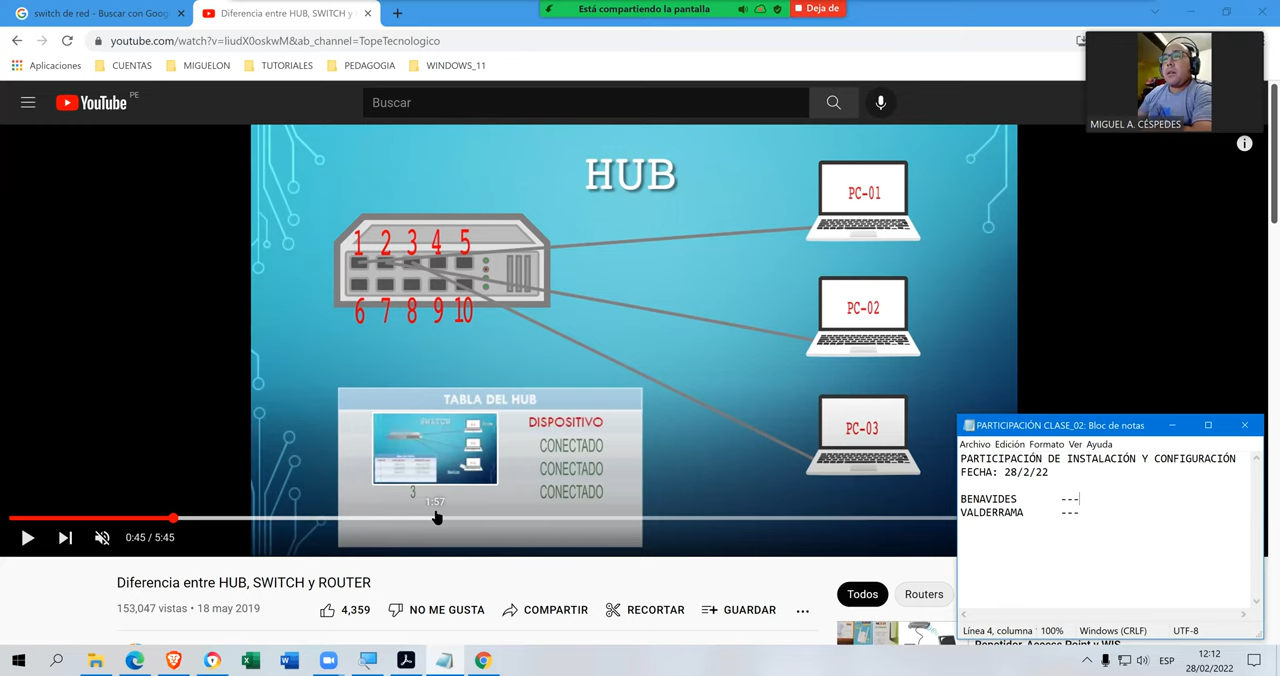 switch de red - Buscar con Goog
Diferencia entre HUB, SWITCH y
Está compartiendo la pantalla
Deja de
youtube.com/watch?v=liudX0oskwM&ab_channel=TopeTecnologico
Aplicaciones
CUENTAS
MIGUELON
TUTORIALES
PEDAGOGIA
WINDOWS_11
YouTube PE
Buscar
MIGUEL A. CÉSPEDES
HUB
1 2 3 4 5
6 7 8 9 10
PC-01
PC-02
PC-03
TABLA DEL HUB
SWITCH
DISPOSITIVO
CONECTADO
CONECTADO
3 CONECTADO
1:57
0:45 / 5:45
PARTICIPACIÓN CLASE_02: Bloc de notas
Archivo Edición Formato Ver Ayuda
PARTICIPACIÓN DE INSTALACIÓN Y CONFIGURACIÓN
FECHA: 28/2/22
BENAVIDES ---
VALDERRAMA ---
Línea 4, columna 100% Windows (CRLF) UTF-8
Diferencia entre HUB, SWITCH y ROUTER
153,047 vistas • 18 may 2019
4,359
NO ME GUSTA
COMPARTIR
RECORTAR
GUARDAR
Todos
Routers
ESP
12:12
28/02/2022